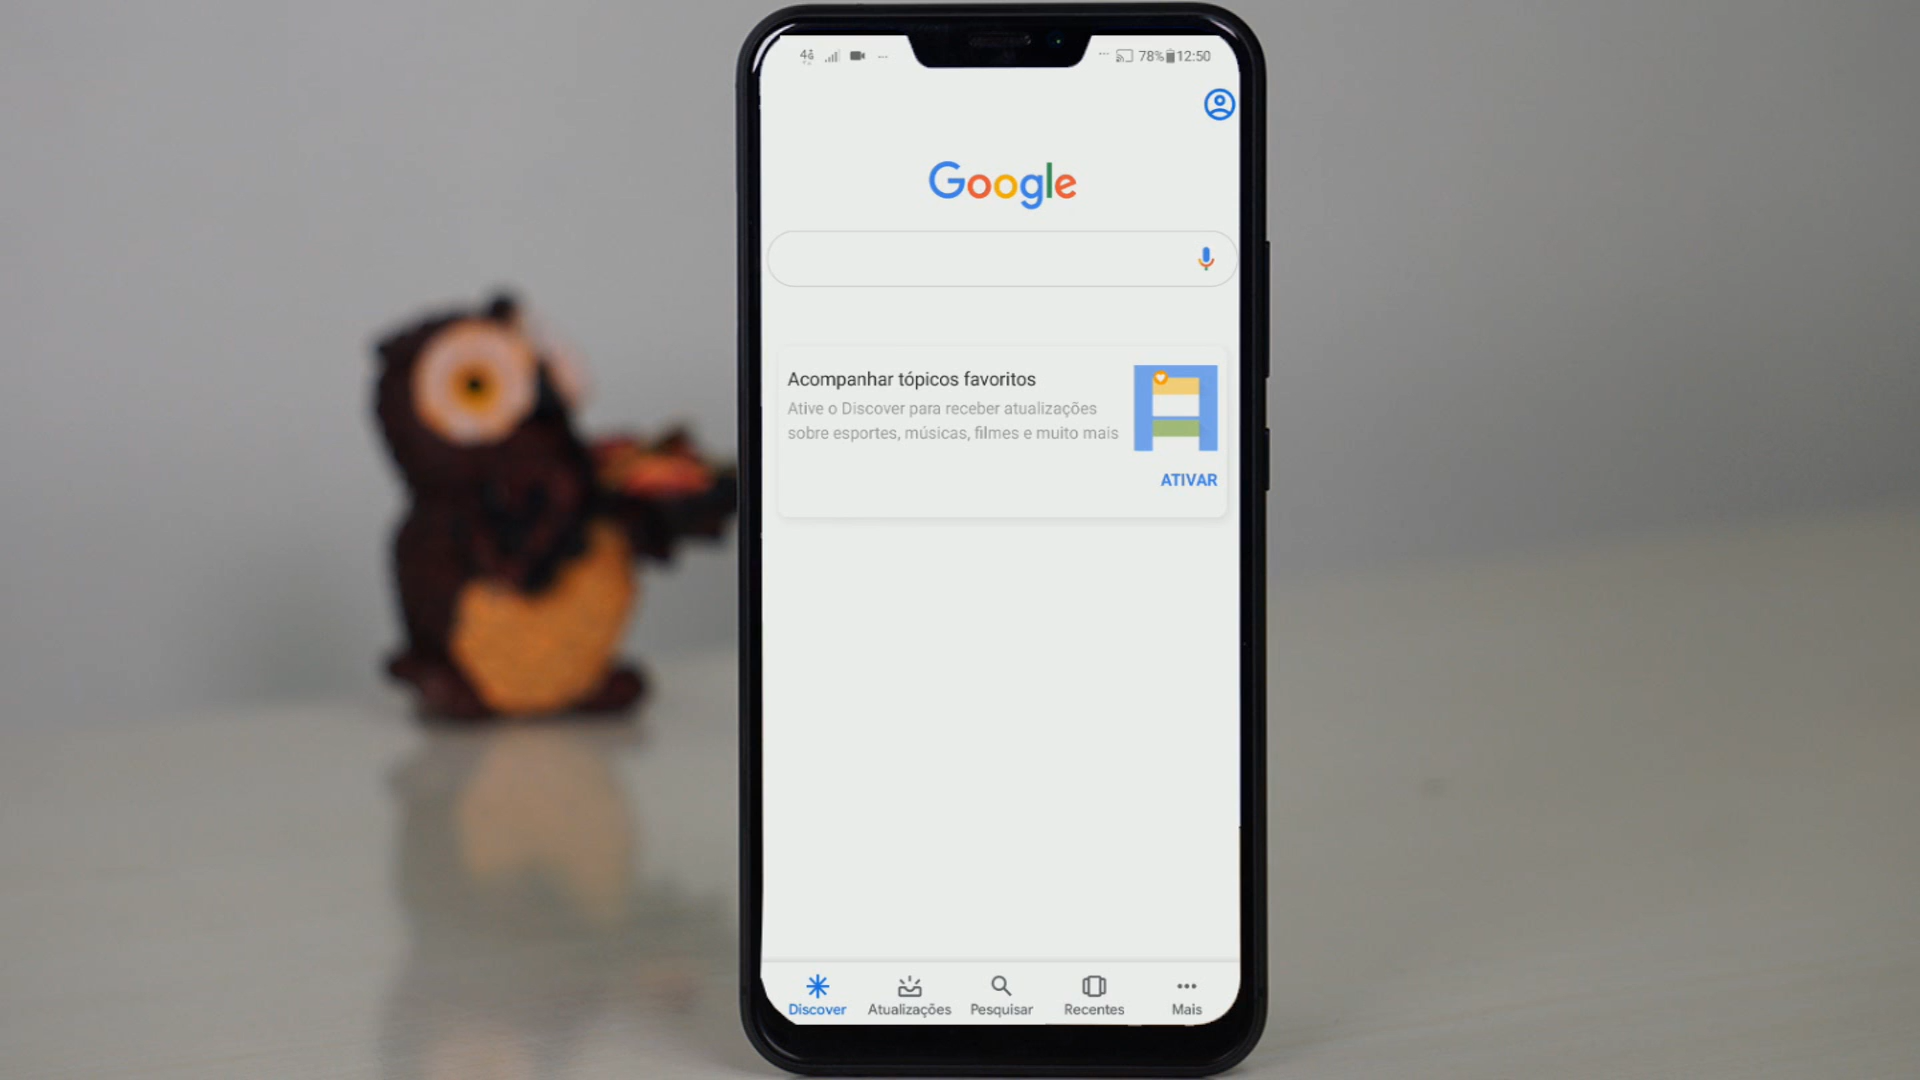 4G 78% 12:50
Google
Acompanhar tópicos favoritos
Ative o Discover para receber atualizações
sobre esportes, músicas, filmes e muito mais
ATIVAR
Discover Atualizações Pesquisar Recentes Mais